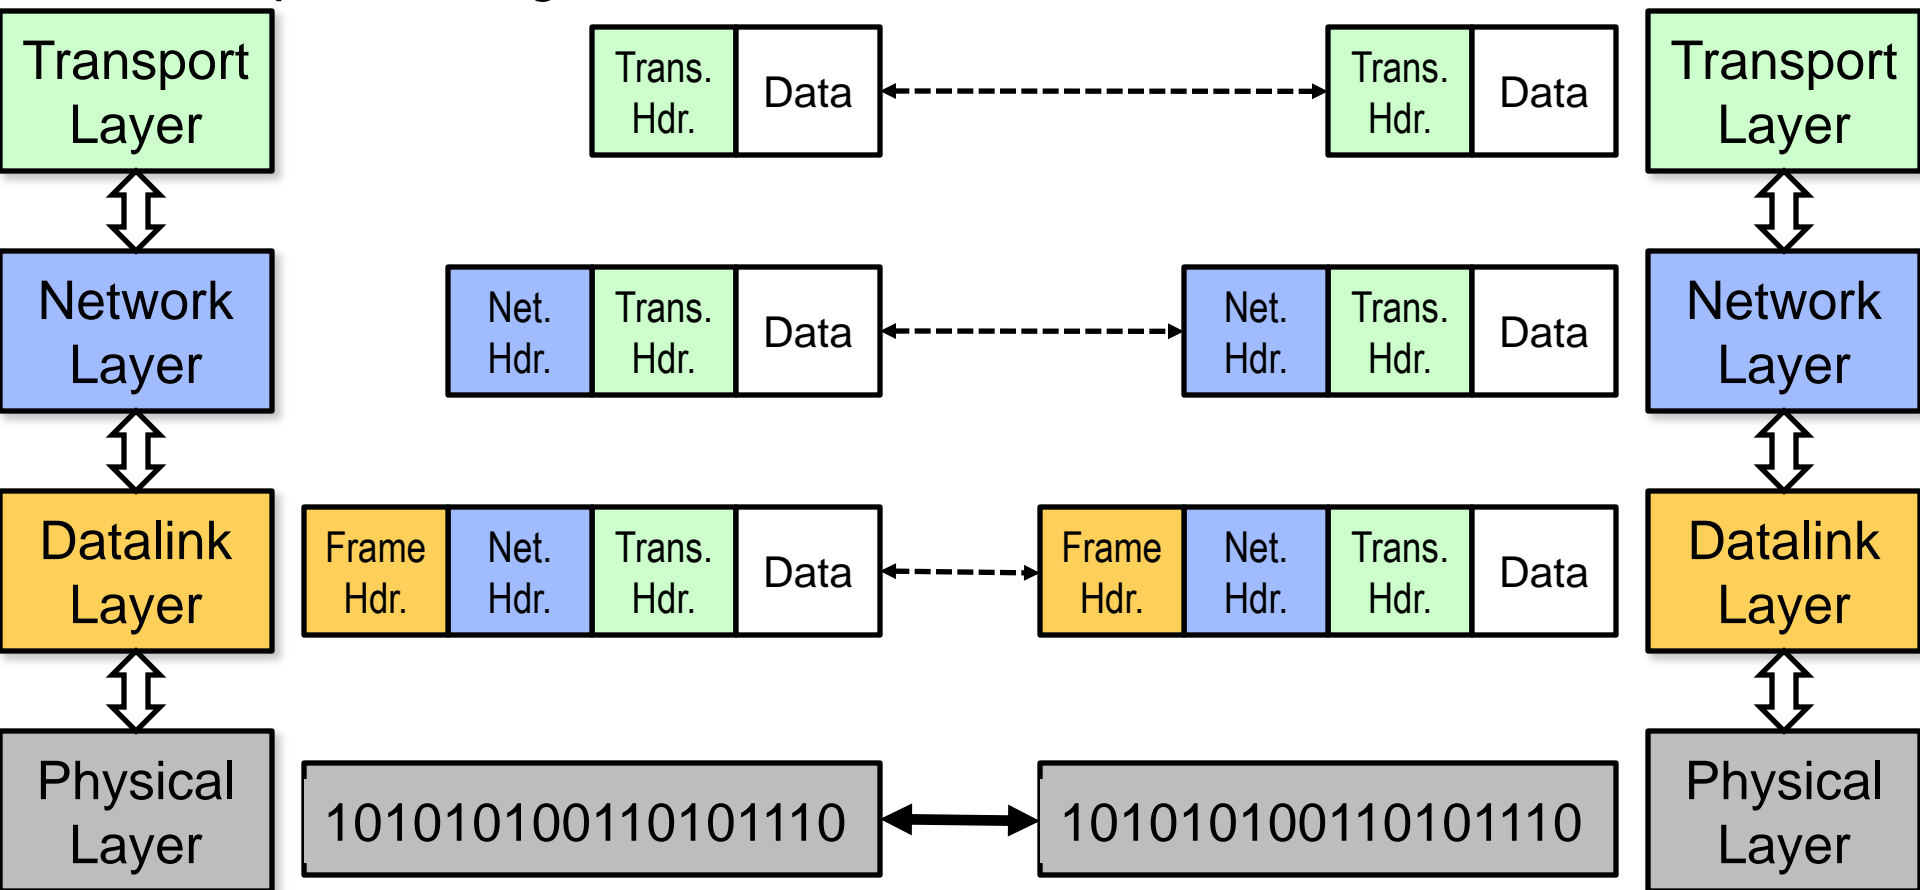 Transport
Layer
Trans.
Hdr.
Data
Trans.
Hdr.
Data
Transport
Layer
Network
Layer
Net.
Hdr.
Trans.
Hdr.
Data
Net.
Hdr.
Trans.
Hdr.
Data
Network
Layer
Datalink
Layer
Frame
Hdr.
Net.
Hdr.
Trans.
Hdr.
Data
Frame
Hdr.
Net.
Hdr.
Trans.
Hdr.
Data
Datalink
Layer
Physical
Layer
101010100110101110
101010100110101110
Physical
Layer